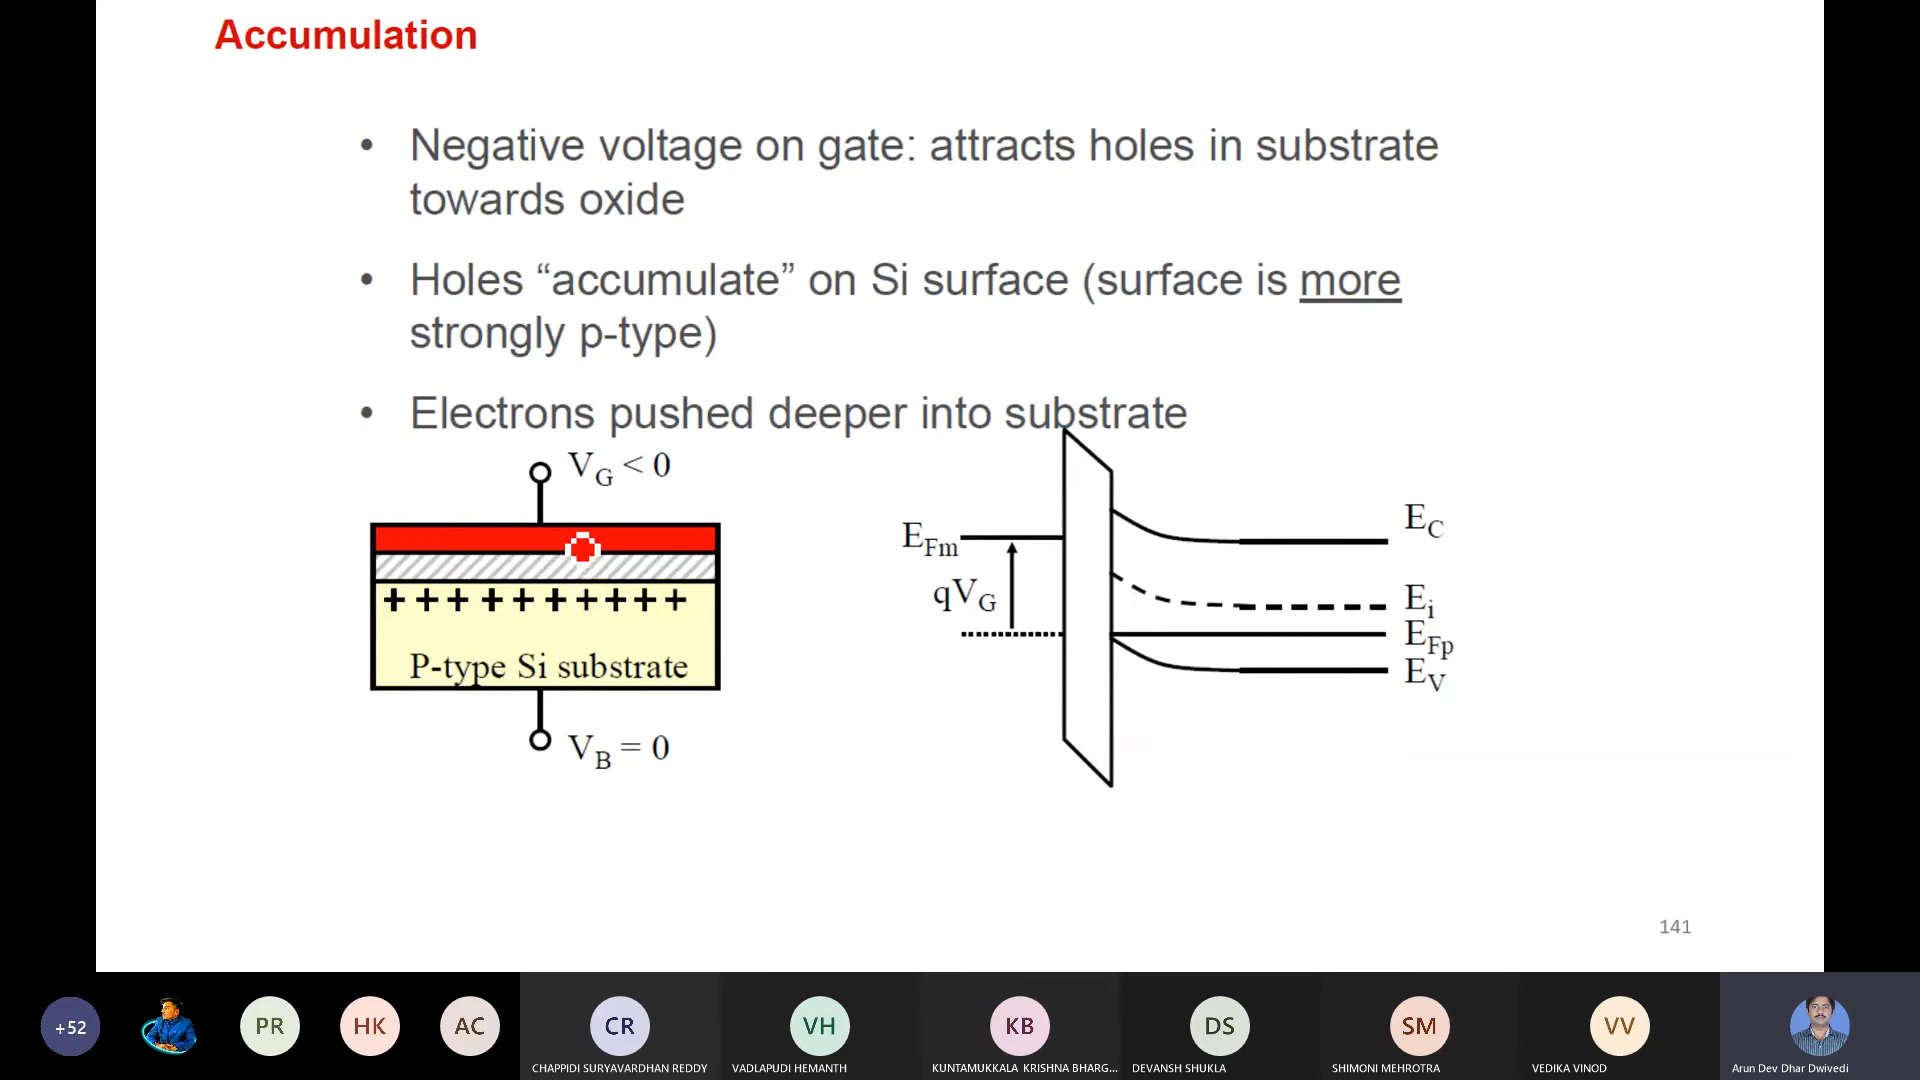 Accumulation
• Negative voltage on gate: attracts holes in substrate
towards oxide
• Holes “accumulate” on Si surface (surface is more
strongly p-type)
• Electrons pushed deeper into substrate
V_G < 0
+ + + + + + + + + +
P-type Si substrate
V_B = 0
E_Fm
qV_G
E_C
E_i
E_Fp
E_V
141
+52
PR
HK
AC
CR
VH
KB
DS
SM
VV
CHAPPIDI SURYAVARDHAN REDDY
VADLAPUDI HEMANTH
KUNTAMUKKALA KRISHNA BHARG...
DEVANSH SHUKLA
SHIMONI MEHROTRA
VEDIKA VINOD
Arun Dev Dhar Dwivedi